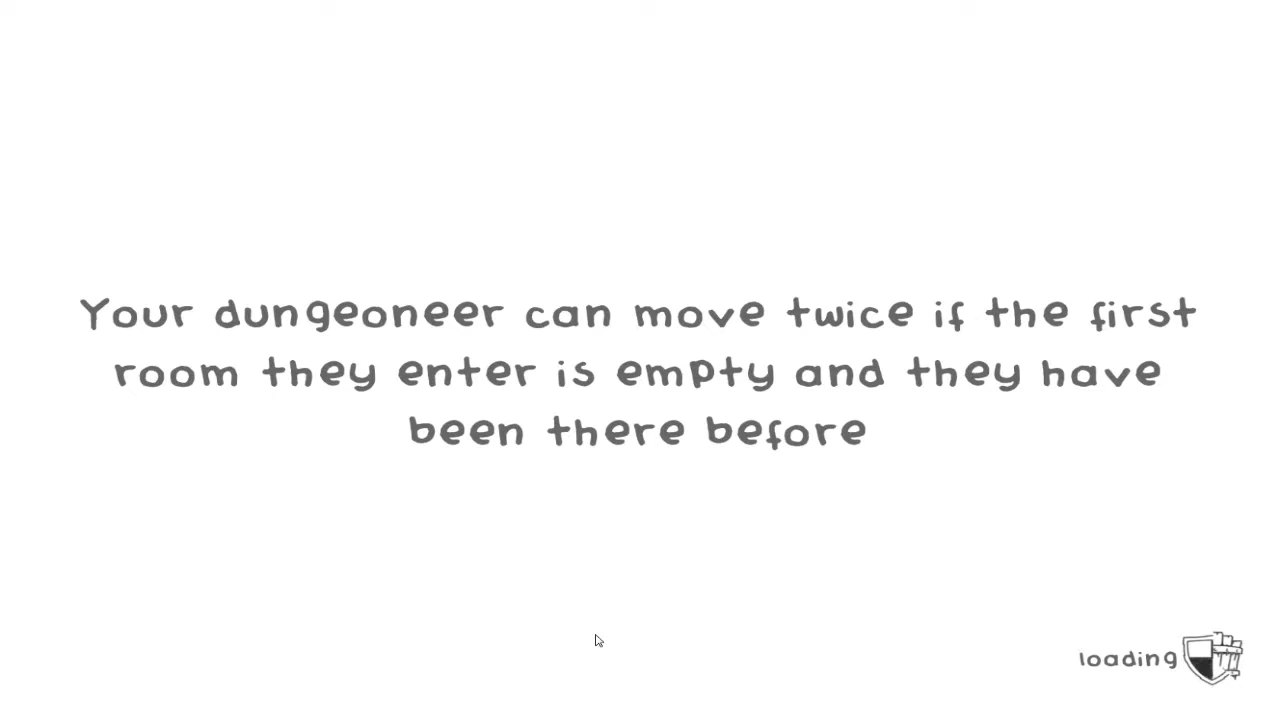 Your dungeoneer can move twice if the first
room they enter is empty and they have
been there before
loading